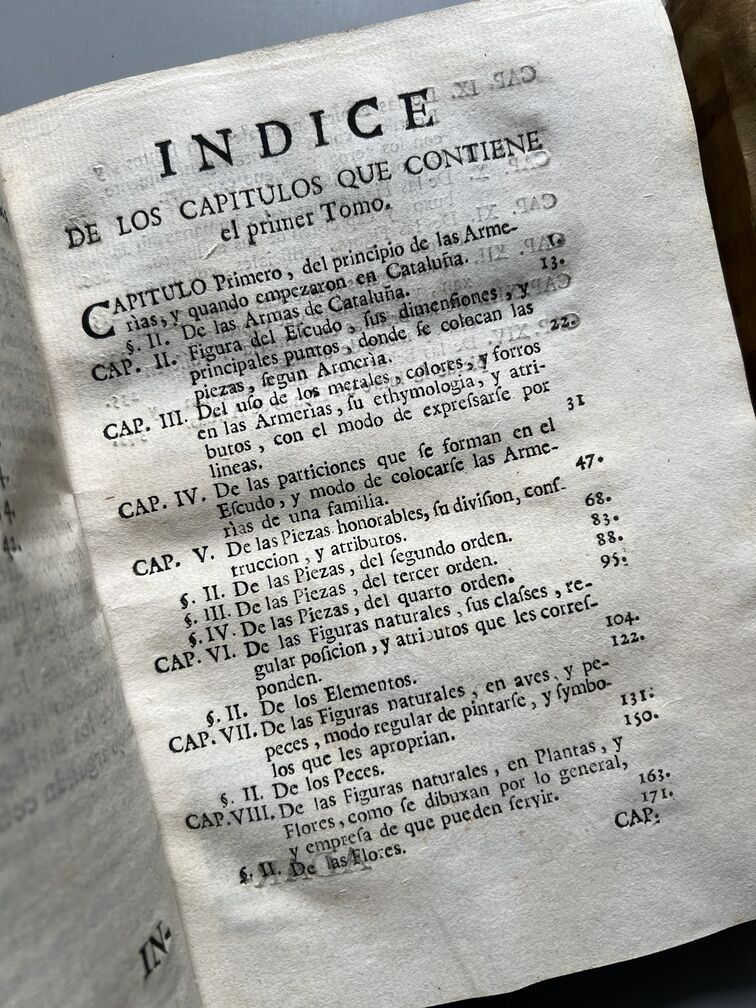 INDICE
DE LOS CAPITULOS QUE CONTIENE
el primer Tomo.
CAPITULO Primero, del principio de las Arme-
rìas, y quando empezaron en Cataluña. 1.
§. II. De las Armas de Cataluña. 13.
CAP. II. Figura del Eſcudo, ſus dimenſiones, y
principales puntos, donde ſe colocan las
piezas, ſegun Armerìa. 22.
CAP. III. Del uſo de los metales, colores, y forros
en las Armerias, ſu ethymologia, y atri-
butos, con el modo de expreſſarſe por
lineas. 31
CAP. IV. De las particiones que ſe forman en el
Eſcudo, y modo de colocarſe las Arme-
rìas de una familia. 47.
CAP. V. De las Piezas honorables, ſu diviſion, conſ-
truccion, y atributos. 68.
§. II. De las Piezas, del ſegundo orden. 83.
§. III. De las Piezas, del tercer orden. 88.
§. IV. De las Piezas, del quarto orden. 95:
CAP. VI. De las Figuras naturales, ſus claſſes, re-
gular poſicion, y atributos que les correſ-
ponden. 104.
§. II. De los Elementos. 122.
CAP. VII. De las Figuras naturales, en aves, y pe-
peces, modo regular de pintarſe, y ſymbo-
los que les aproprian. 131:
§. II. De los Peces. 150.
CAP. VIII. De las Figuras naturales, en Plantas, y
Flores, como ſe dibuxan por lo general,
y empreſa de que pueden ſervir. 163.
§. II. De las Flores. 171.
CAP:
IN-